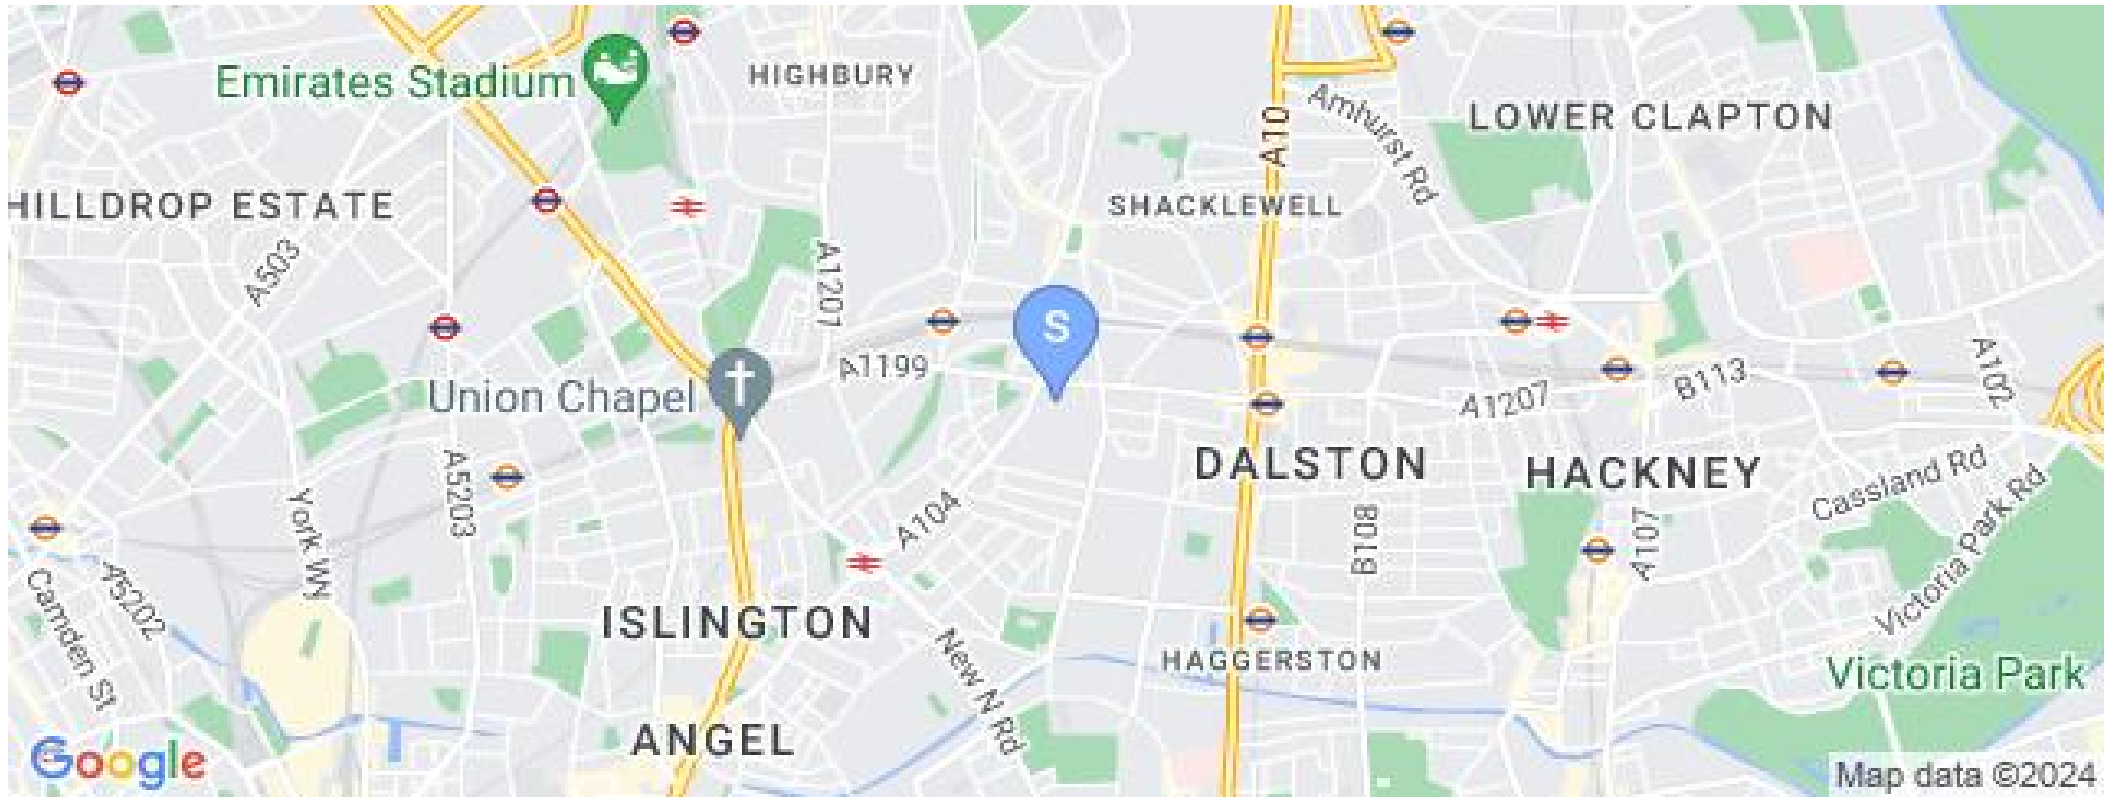 Emirates Stadium
HIGHBURY
LOWER CLAPTON
A10
Amhurst Rd
HILLDROP ESTATE
SHACKLEWELL
A503
A1207
S
A1199
Union Chapel
A102
B113
A1207
A5203
DALSTON
HACKNEY
Cassland Rd
York Wy
A104
B108
A107
Victoria Park Rd
A5202
Camden St
ISLINGTON
New N Rd
HAGGERSTON
Victoria Park
ANGEL
Google
Map data ©2024